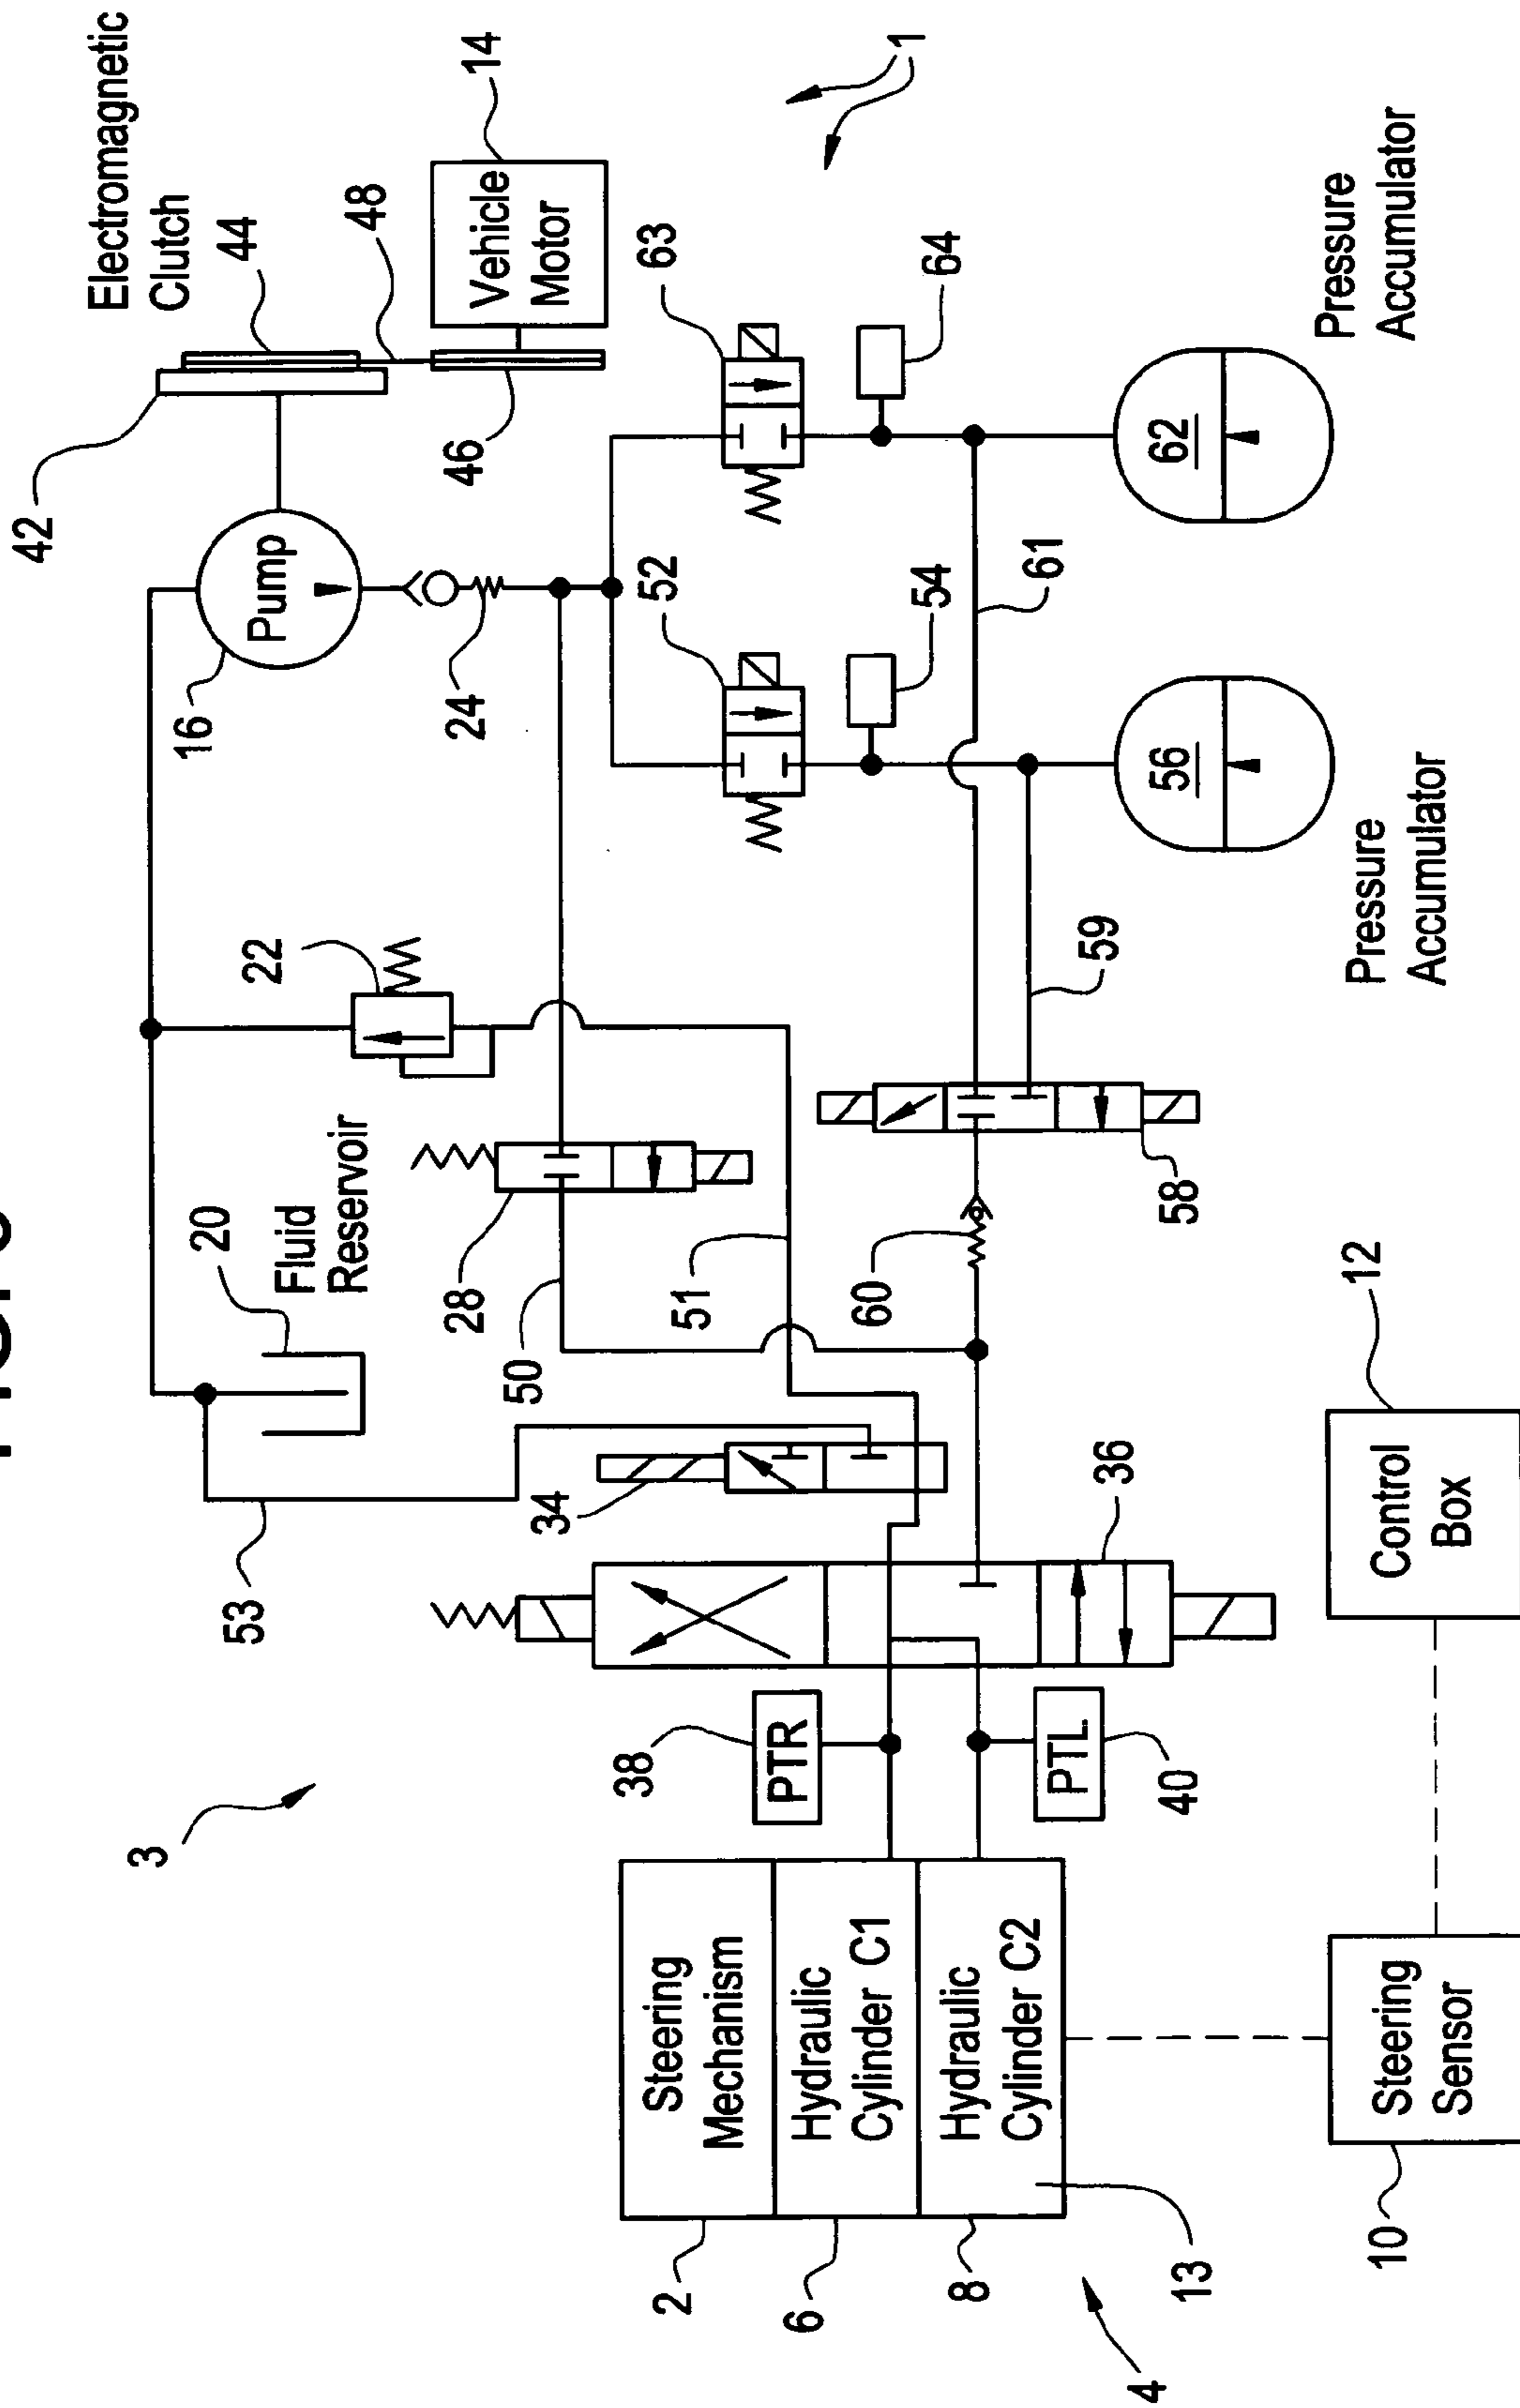 Electromagnetic
Clutch
42
44
48
14
Vehicle
Motor
46
1
16
Pump
24
63
64
52
54
61
62
56
Pressure
Accumulator
Pressure
Accumulator
22
20
Fluid
Reservoir
28
50
51
59
58
60
53
34
36
12
Control
Box
3
38
PTR
PTL
40
Steering
Mechanism
Hydraulic
Cylinder C1
Hydraulic
Cylinder C2
2
6
8
13
4
10
Steering
Sensor